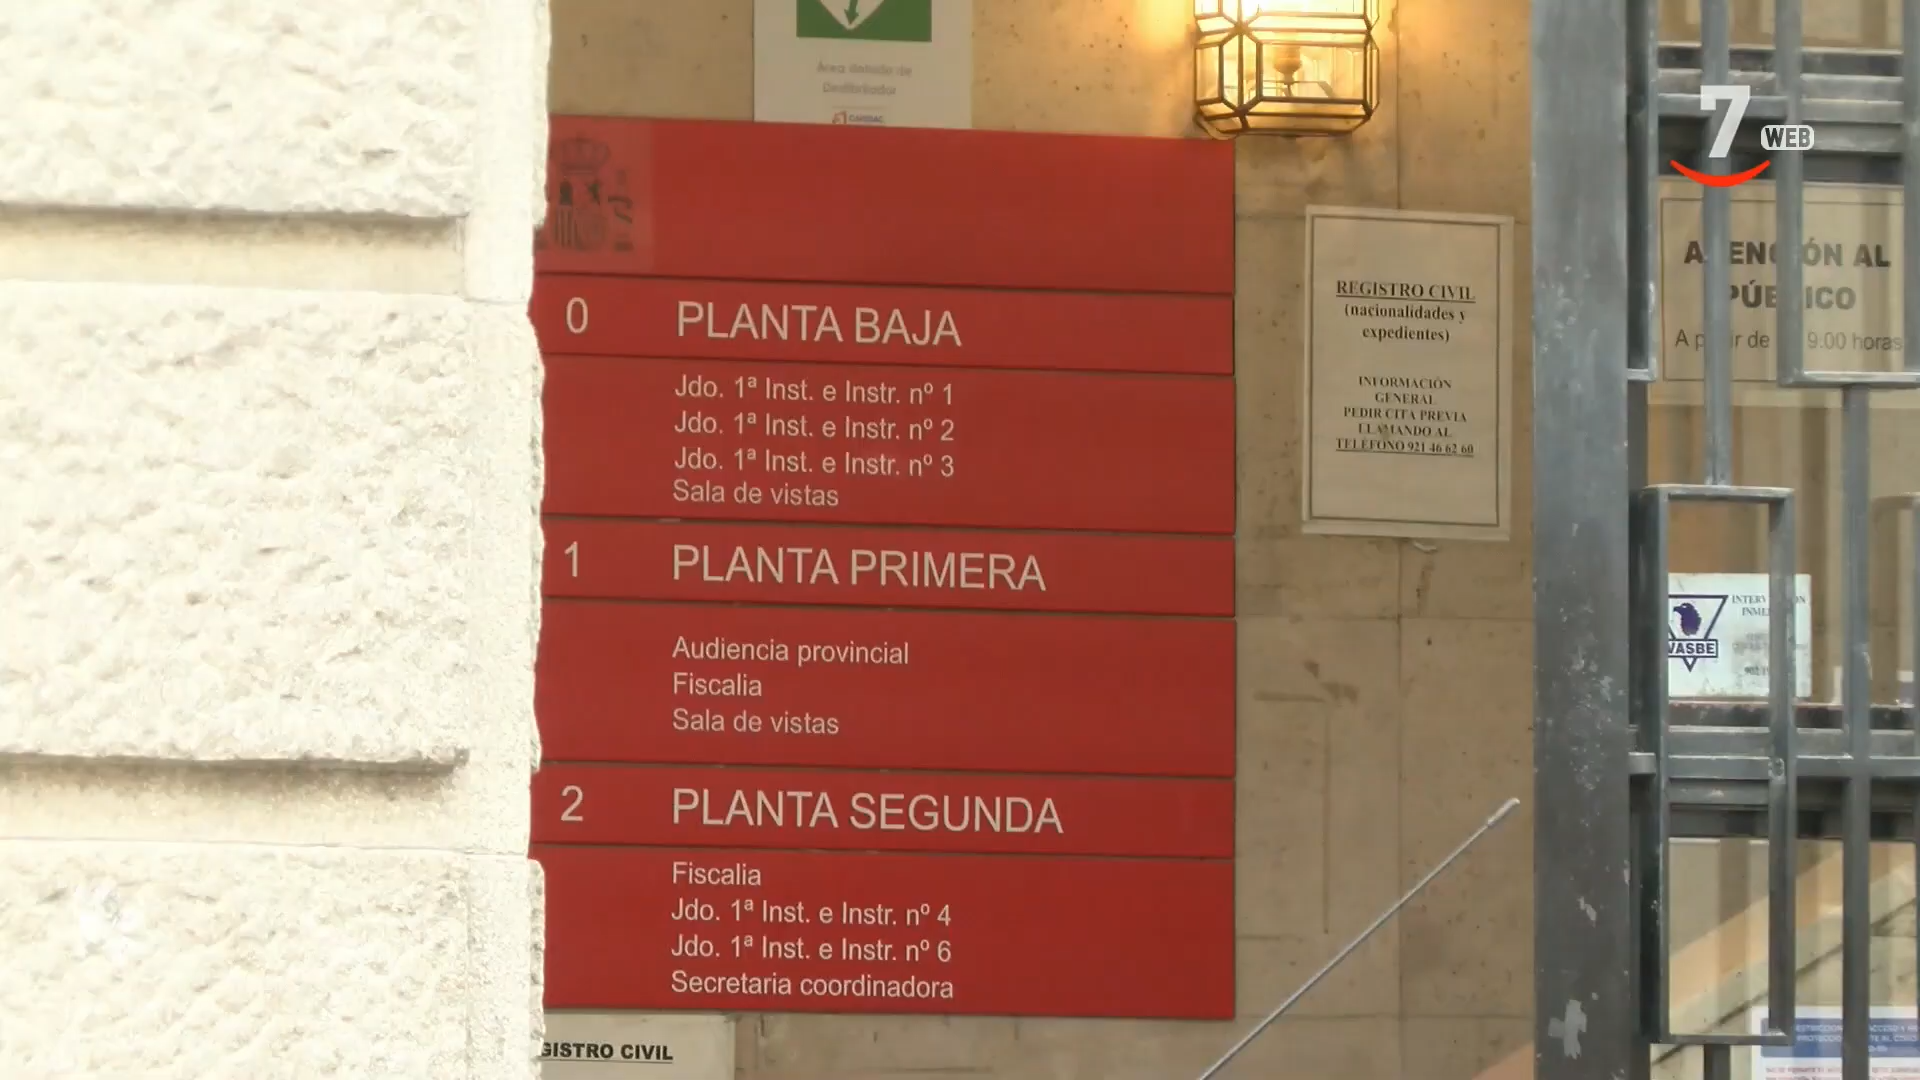 7
WEB
0 PLANTA BAJA
Jdo. 1ª Inst. e Instr. nº 1
Jdo. 1ª Inst. e Instr. nº 2
Jdo. 1ª Inst. e Instr. nº 3
Sala de vistas
1 PLANTA PRIMERA
Audiencia provincial
Fiscalia
Sala de vistas
2 PLANTA SEGUNDA
Fiscalia
Jdo. 1ª Inst. e Instr. nº 4
Jdo. 1ª Inst. e Instr. nº 6
Secretaria coordinadora
GISTRO CIVIL
REGISTRO CIVIL
(nacionalidades y
expedientes)
INFORMACIÓN
GENERAL
PEDIR CITA PREVIA
LLAMANDO AL
TELÉFONO 921 46 62 60
AL
9:00 horas
VASBE